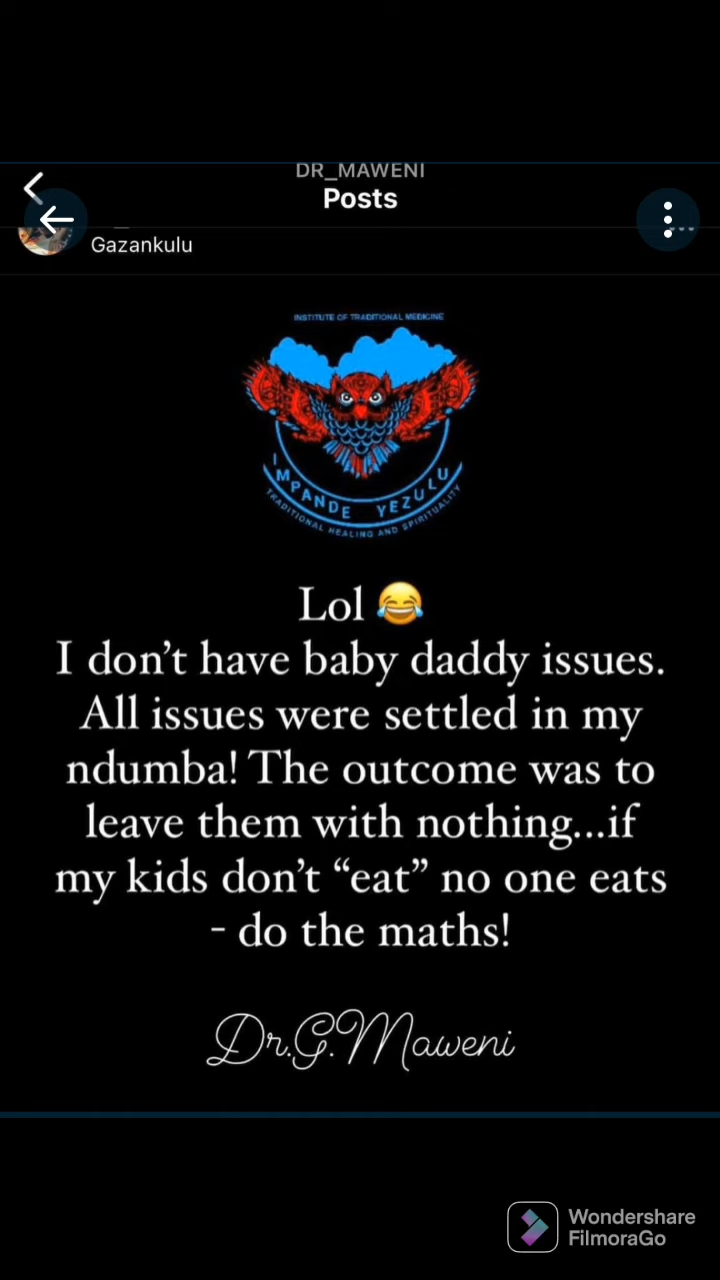 DR_MAWENI
Posts
Gazankulu
INSTITUTE OF TRADITIONAL MEDICINE
IMPANDE YEZULU
TRADITIONAL HEALING AND SPIRITUALITY
Lol 😂
I don’t have baby daddy issues.
All issues were settled in my
ndumba! The outcome was to
leave them with nothing...if
my kids don’t “eat” no one eats
- do the maths!
Dr.G.Maweni
Wondershare
FilmoraGo